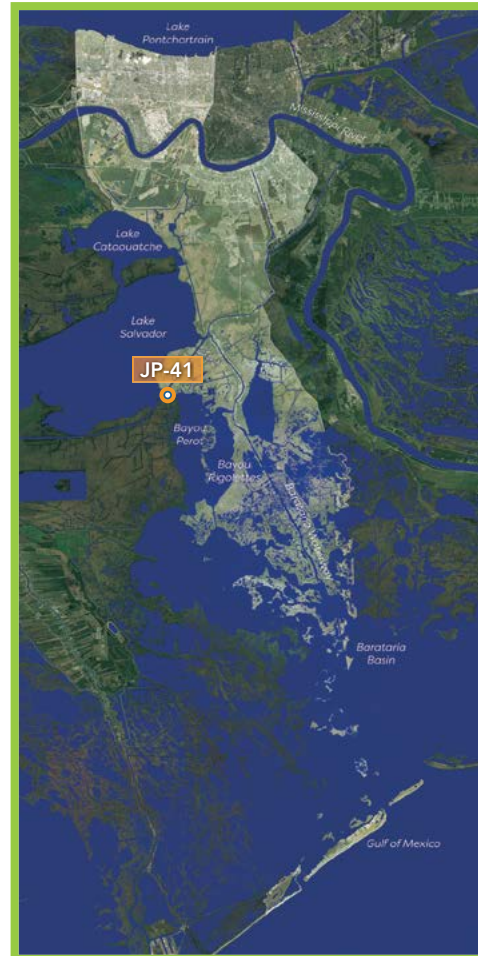 Lake
Pontchartrain
Mississippi River
Lake
Cataouatche
Lake
Salvador
JP-41
Bayou
Perot
Bayou
Rigolettes
Barataria Waterway
Barataria
Basin
Gulf of Mexico